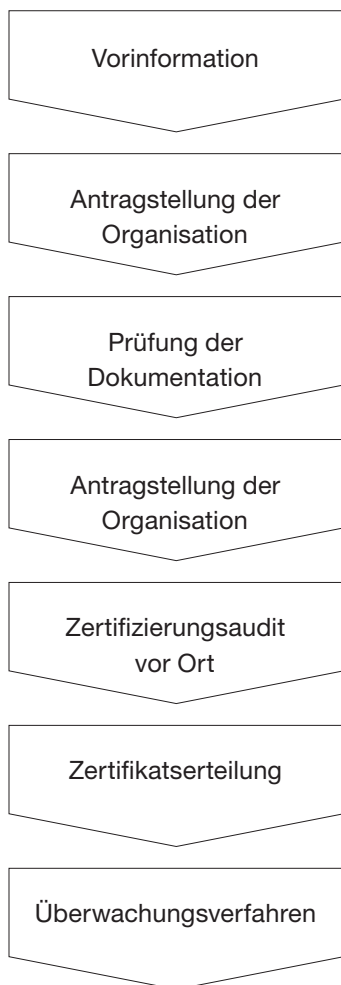 Vorinformation
Antragstellung der
Organisation
Prüfung der
Dokumentation
Antragstellung der
Organisation
Zertifizierungsaudit
vor Ort
Zertifikatserteilung
Überwachungsverfahren